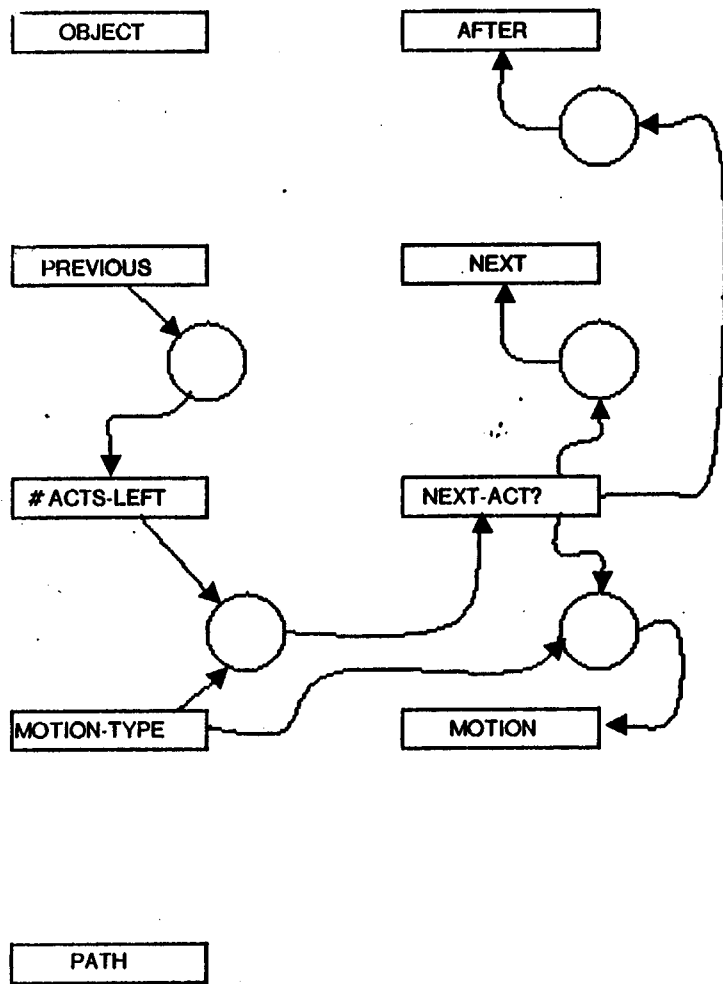 OBJECT
AFTER
PREVIOUS
NEXT
# ACTS-LEFT
NEXT-ACT?
MOTION-TYPE
MOTION
PATH